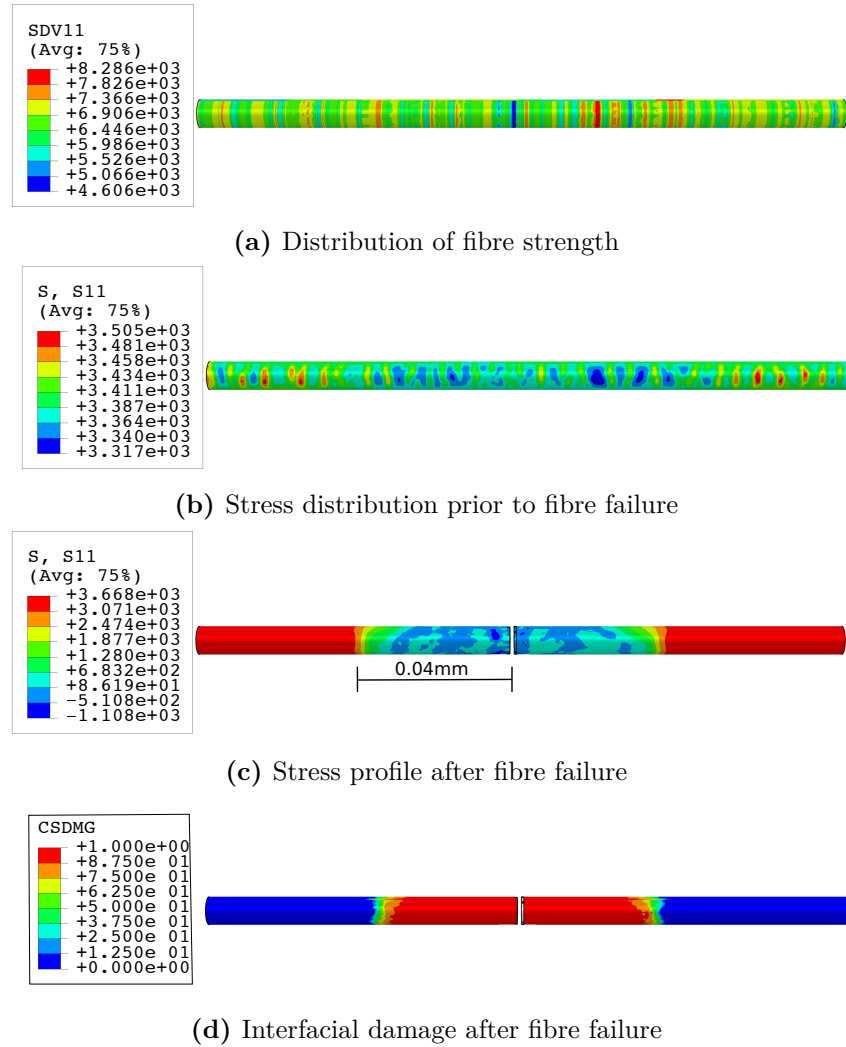 SDV11
(Avg: 75%)
+8.286e+03
+7.826e+03
+7.366e+03
+6.906e+03
+6.446e+03
+5.986e+03
+5.526e+03
+5.066e+03
+4.606e+03
(a) Distribution of fibre strength
S, S11
(Avg: 75%)
+3.505e+03
+3.481e+03
+3.458e+03
+3.434e+03
+3.411e+03
+3.387e+03
+3.364e+03
+3.340e+03
+3.317e+03
(b) Stress distribution prior to fibre failure
S, S11
(Avg: 75%)
+3.668e+03
+3.071e+03
+2.474e+03
+1.877e+03
+1.280e+03
+6.832e+02
+8.619e+01
−5.108e+02
−1.108e+03
0.04mm
(c) Stress profile after fibre failure
CSDMG
+1.000e+00
+8.750e 01
+7.500e 01
+6.250e 01
+5.000e 01
+3.750e 01
+2.500e 01
+1.250e 01
+0.000e+00
(d) Interfacial damage after fibre failure